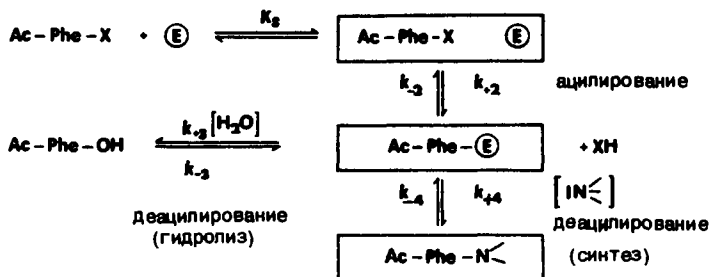 Ac – Phe – X + Ⓔ K_S Ac – Phe – X Ⓔ
k_-2 k_+2 ацилирование
Ac – Phe – OH k_+3 [H₂O] Ac – Phe – Ⓔ + XH
k_-3
k_-4 k_+4 [IN<]
деацилирование деацилирование
(гидролиз) Ac – Phe – N< (синтез)